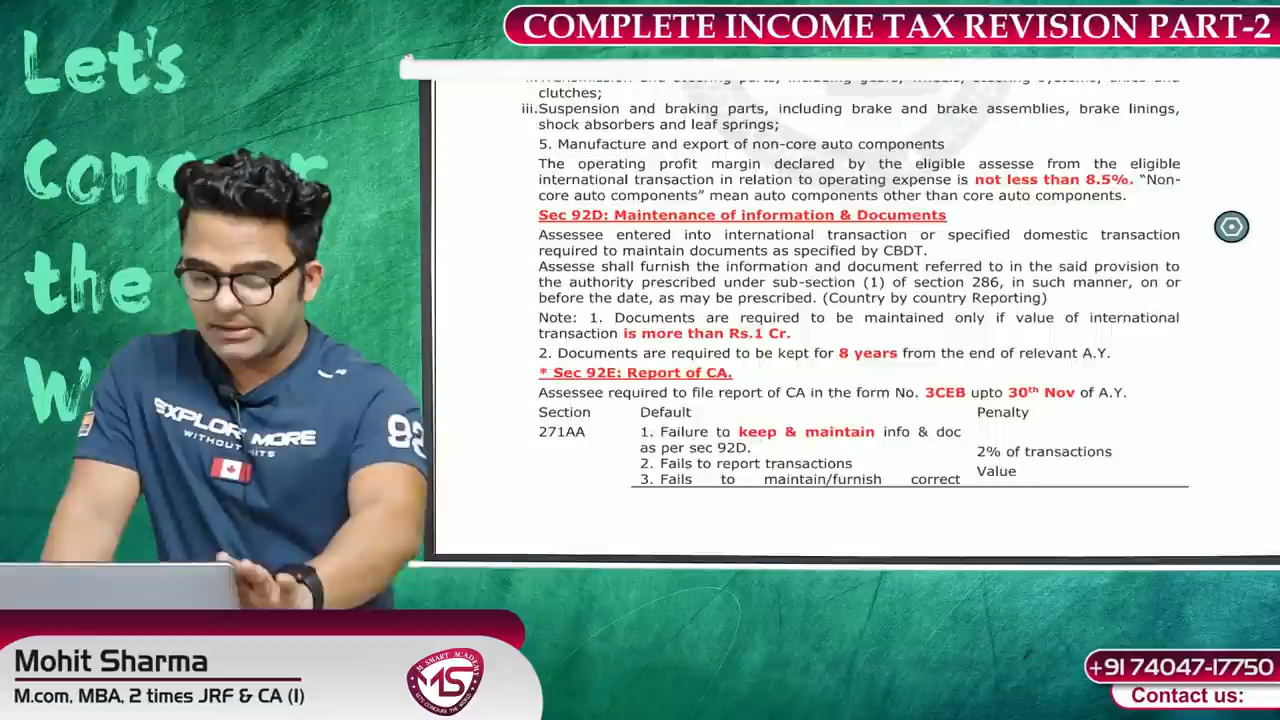 COMPLETE INCOME TAX REVISION PART-2
Let's
Conquer
the
W
clutches;
iii.Suspension and braking parts, including brake and brake assemblies, brake linings,
shock absorbers and leaf springs;
5. Manufacture and export of non-core auto components
The operating profit margin declared by the eligible assesse from the eligible
international transaction in relation to operating expense is not less than 8.5%. “Non-
core auto components” mean auto components other than core auto components.
Sec 92D: Maintenance of information & Documents
Assessee entered into international transaction or specified domestic transaction
required to maintain documents as specified by CBDT.
Assesse shall furnish the information and document referred to in the said provision to
the authority prescribed under sub-section (1) of section 286, in such manner, on or
before the date, as may be prescribed. (Country by country Reporting)
Note: 1. Documents are required to be maintained only if value of international
transaction is more than Rs.1 Cr.
2. Documents are required to be kept for 8 years from the end of relevant A.Y.
* Sec 92E: Report of CA.
Assessee required to file report of CA in the form No. 3CEB upto 30th Nov of A.Y.
Section Default Penalty
271AA 1. Failure to keep & maintain info & doc
as per sec 92D. 2% of transactions
2. Fails to report transactions Value
3. Fails to maintain/furnish correct
EXPLORE MORE
WITHOUT
92
Mohit Sharma
M.com, MBA, 2 times JRF & CA (I)
M SMART ACADEMY
MS
LET'S CONQUER THE WORLD
+91 74047-17750
Contact us: